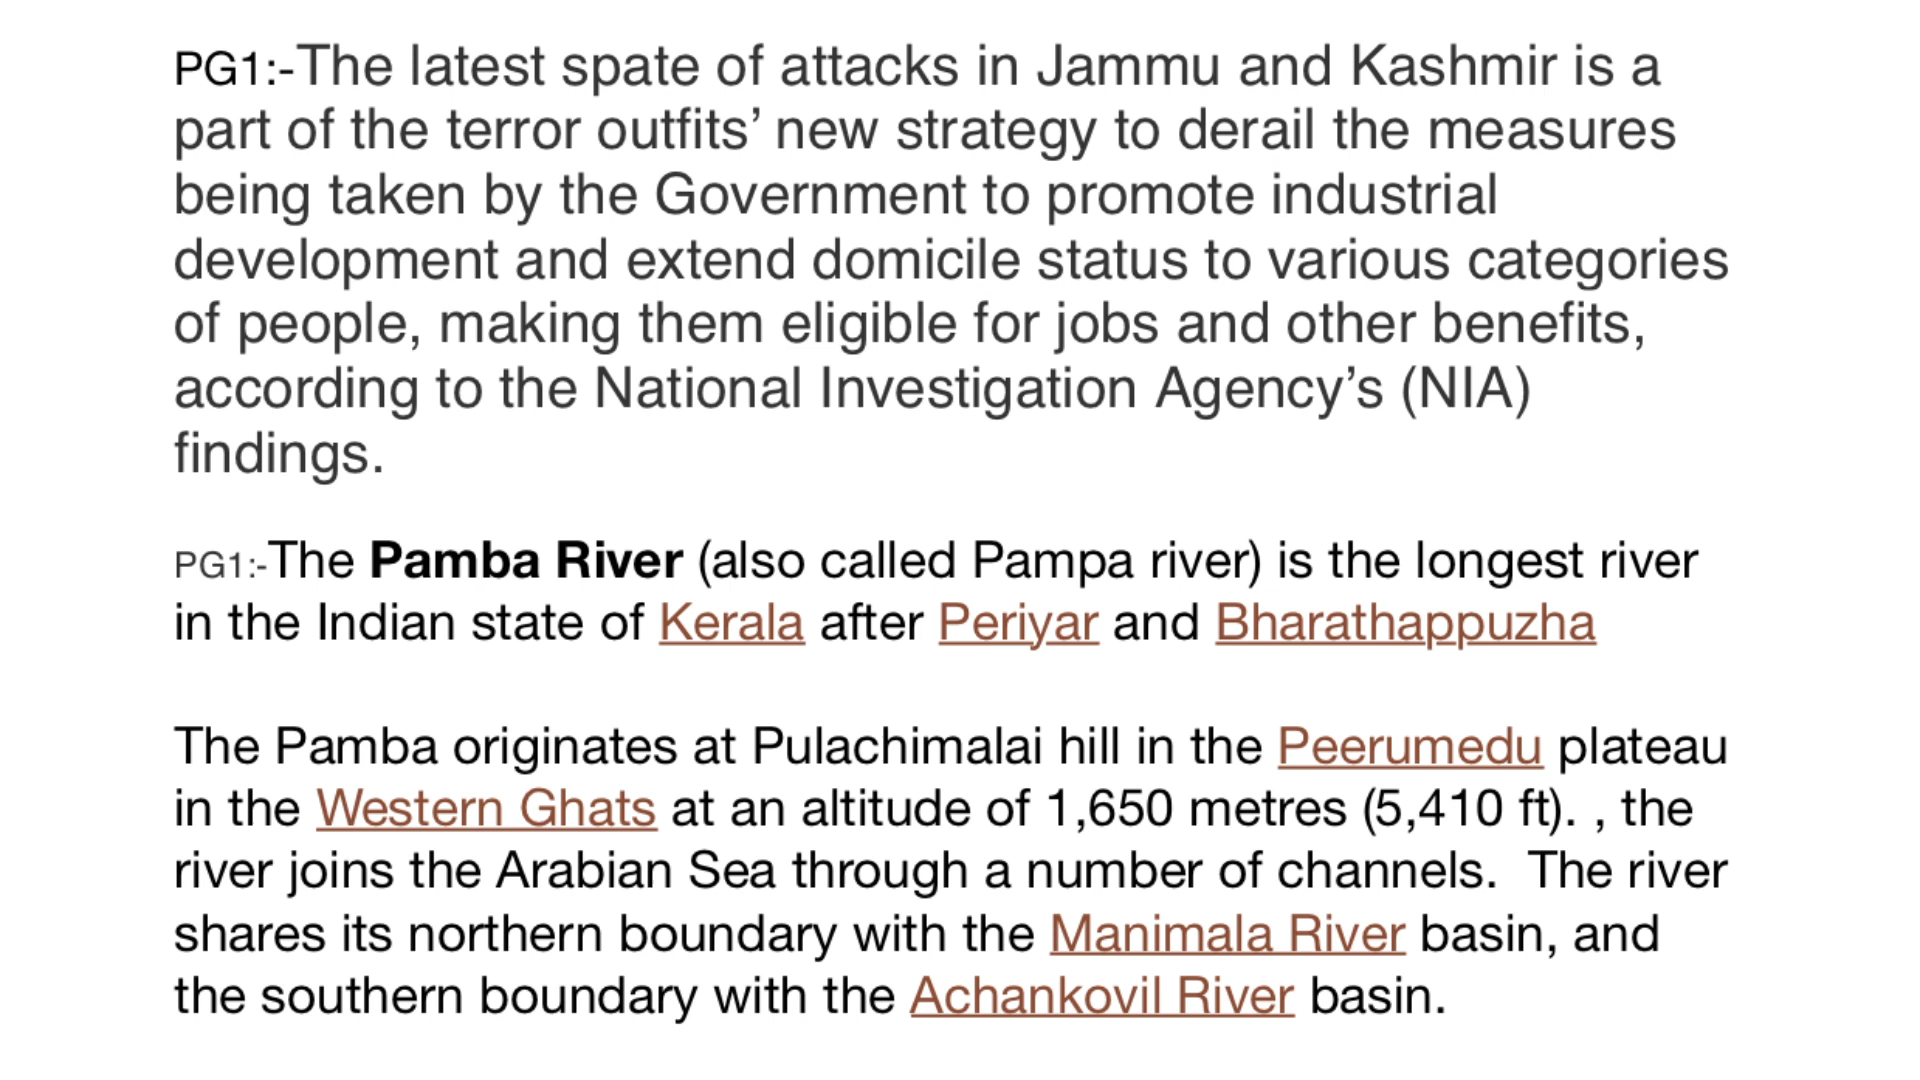 PG1:-The latest spate of attacks in Jammu and Kashmir is a
part of the terror outfits’ new strategy to derail the measures
being taken by the Government to promote industrial
development and extend domicile status to various categories
of people, making them eligible for jobs and other benefits,
according to the National Investigation Agency’s (NIA)
findings.
PG1:-The Pamba River (also called Pampa river) is the longest river
in the Indian state of Kerala after Periyar and Bharathappuzha
The Pamba originates at Pulachimalai hill in the Peerumedu plateau
in the Western Ghats at an altitude of 1,650 metres (5,410 ft). , the
river joins the Arabian Sea through a number of channels.  The river
shares its northern boundary with the Manimala River basin, and
the southern boundary with the Achankovil River basin.